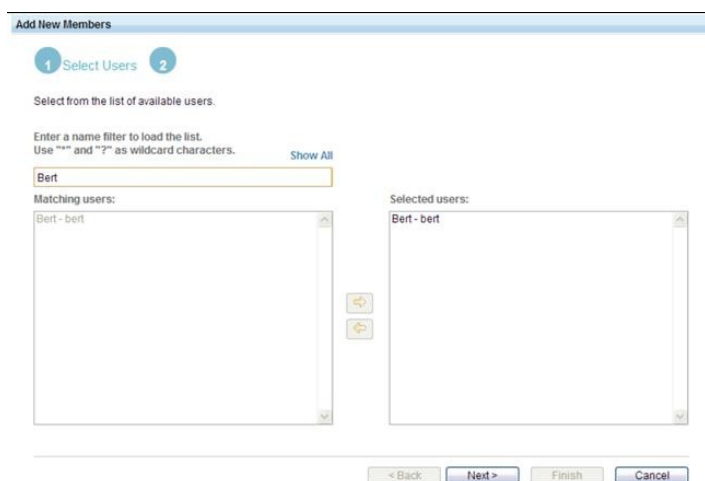 Add New Members
1 Select Users 2
Select from the list of available users.
Enter a name filter to load the list.
Use "*" and "?" as wildcard characters. Show All
Bert
Matching users: Selected users:
Bert - bert Bert - bert
< Back Next > Finish Cancel